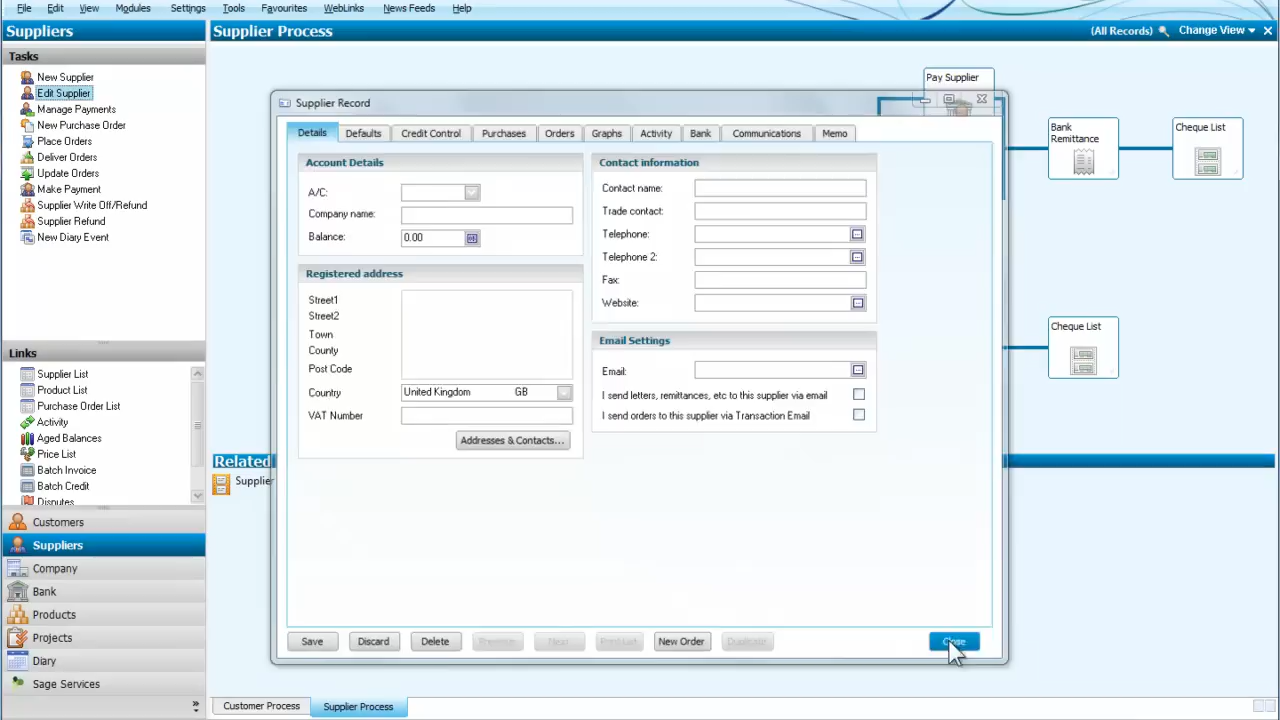 File Edit View Modules Settings Tools Favourites WebLinks News Feeds Help
Suppliers
Supplier Process
(All Records) Change View
Tasks
New Supplier
Edit Supplier
Manage Payments
New Purchase Order
Place Orders
Deliver Orders
Update Orders
Make Payment
Supplier Write Off/Refund
Supplier Refund
New Diary Event
Links
Supplier List
Product List
Purchase Order List
Activity
Aged Balances
Price List
Batch Invoice
Batch Credit
Disputes
Customers
Suppliers
Company
Bank
Products
Projects
Diary
Sage Services
Pay Supplier
Bank
Remittance
Cheque List
Cheque List
Related
Supplier
Supplier Record
Details Defaults Credit Control Purchases Orders Graphs Activity Bank Communications Memo
Account Details
A/C:
Company name:
Balance: 0.00
Registered address
Street1
Street2
Town
County
Post Code
Country United Kingdom GB
VAT Number
Addresses & Contacts...
Contact information
Contact name:
Trade contact:
Telephone:
Telephone 2:
Fax:
Website:
Email Settings
Email:
I send letters, remittances, etc to this supplier via email
I send orders to this supplier via Transaction Email
Save Discard Delete Previous Next Print List New Order Duplicate Close
Customer Process Supplier Process